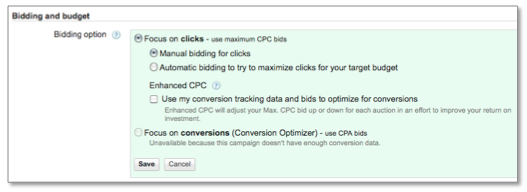 Bidding and budget
Bidding option ?
Focus on clicks - use maximum CPC bids
Manual bidding for clicks
Automatic bidding to try to maximize clicks for your target budget
Enhanced CPC ?
Use my conversion tracking data and bids to optimize for conversions
Enhanced CPC will adjust your Max. CPC bid up or down for each auction in an effort to improve your return on
investment.
Focus on conversions (Conversion Optimizer) - use CPA bids
Unavailable because this campaign doesn't have enough conversion data.
Save Cancel